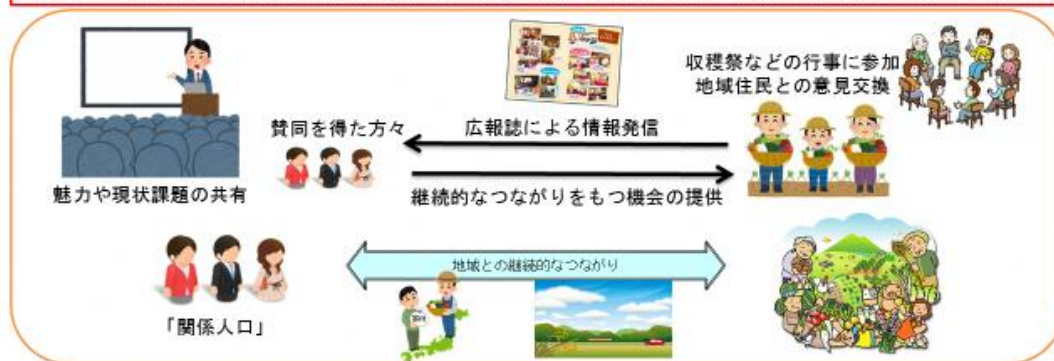 収穫祭などの行事に参加
地域住民との意見交換
賛同を得た方々
広報誌による情報発信
魅力や現状課題の共有
継続的なつながりをもつ機会の提供
地域との継続的なつながり
「関係人口」